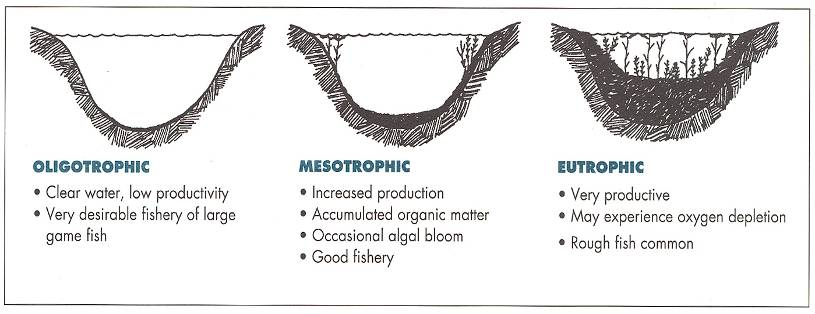 OLIGOTROPHIC
• Clear water, low productivity
• Very desirable fishery of large
game fish
MESOTROPHIC
• Increased production
• Accumulated organic matter
• Occasional algal bloom
• Good fishery
EUTROPHIC
• Very productive
• May experience oxygen depletion
• Rough fish common